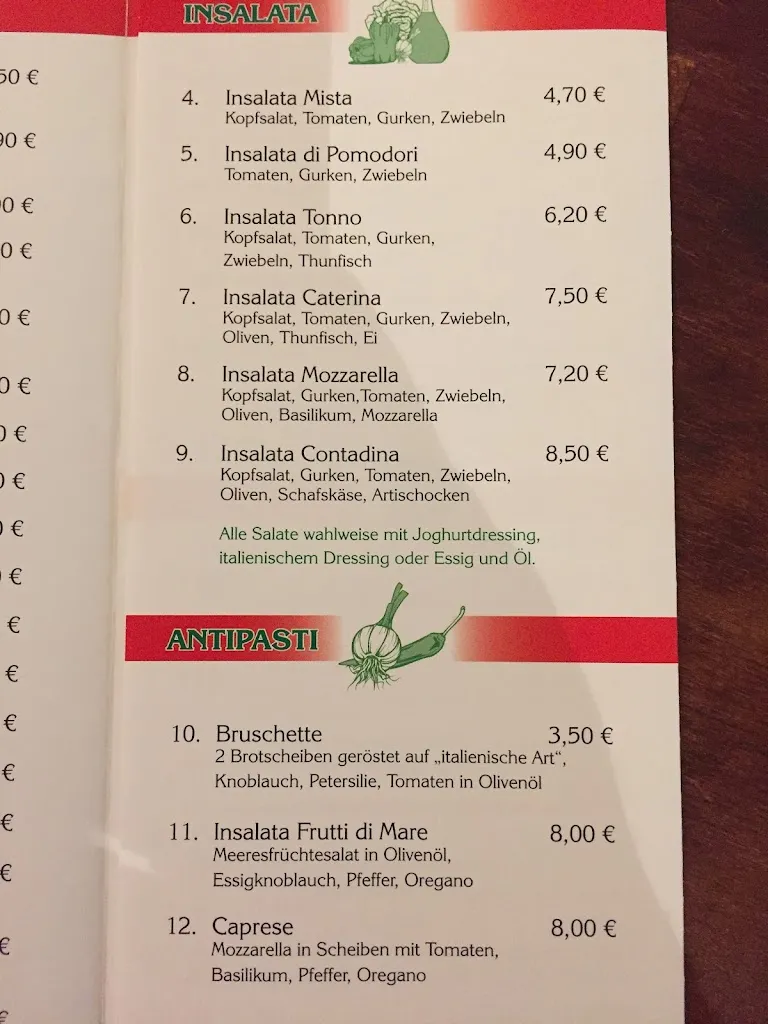 INSALATA
4. Insalata Mista 4,70 €
Kopfsalat, Tomaten, Gurken, Zwiebeln
5. Insalata di Pomodori 4,90 €
Tomaten, Gurken, Zwiebeln
6. Insalata Tonno 6,20 €
Kopfsalat, Tomaten, Gurken,
Zwiebeln, Thunfisch
7. Insalata Caterina 7,50 €
Kopfsalat, Tomaten, Gurken, Zwiebeln,
Oliven, Thunfisch, Ei
8. Insalata Mozzarella 7,20 €
Kopfsalat, Gurken,Tomaten, Zwiebeln,
Oliven, Basilikum, Mozzarella
9. Insalata Contadina 8,50 €
Kopfsalat, Gurken, Tomaten, Zwiebeln,
Oliven, Schafskäse, Artischocken
Alle Salate wahlweise mit Joghurtdressing,
italienischem Dressing oder Essig und Öl.
ANTIPASTI
10. Bruschette 3,50 €
2 Brotscheiben geröstet auf „italienische Art“,
Knoblauch, Petersilie, Tomaten in Olivenöl
11. Insalata Frutti di Mare 8,00 €
Meeresfrüchtesalat in Olivenöl,
Essigknoblauch, Pfeffer, Oregano
12. Caprese 8,00 €
Mozzarella in Scheiben mit Tomaten,
Basilikum, Pfeffer, Oregano